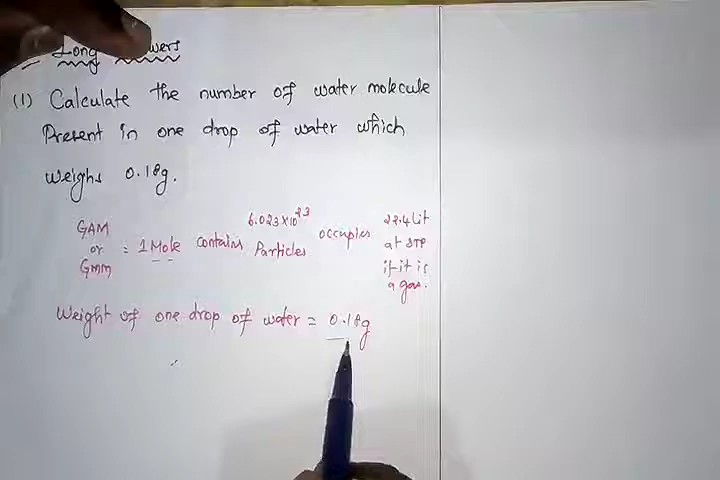 Long
(1) Calculate the number of water molecule
Present in one drop of water which
weighs 0.18g.
GAM or GMM = 1 Mole contains 6.023×10²³ Particles occupies 22.4 Lit at STP if it is a gas.
Weight of one drop of water = 0.18g